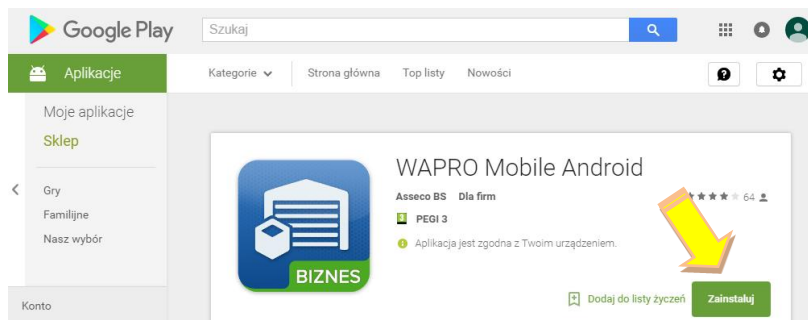 Google Play
Szukaj
Aplikacje
Kategorie
Strona główna
Top listy
Nowości
Moje aplikacje
Sklep
Gry
Familijne
Nasz wybór
Konto
WAPRO Mobile Android
Asseco BS Dla firm
64
3 PEGI 3
Aplikacja jest zgodna z Twoim urządzeniem.
BIZNES
Dodaj do listy życzeń
Zainstaluj